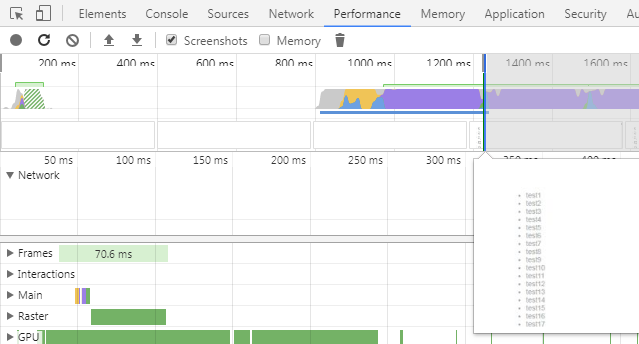 Elements Console Sources Network Performance Memory Application Security Au
Screenshots Memory
200 ms 400 ms 600 ms 800 ms 1000 ms 1200 ms 1400 ms 1600 ms
50 ms 100 ms 150 ms 200 ms 250 ms 300 ms 350 ms 400 ms
Network
Frames 70.6 ms
Interactions
Main
Raster
GPU
test1
test2
test3
test4
test5
test6
test7
test8
test9
test10
test11
test12
test13
test14
test15
test16
test17